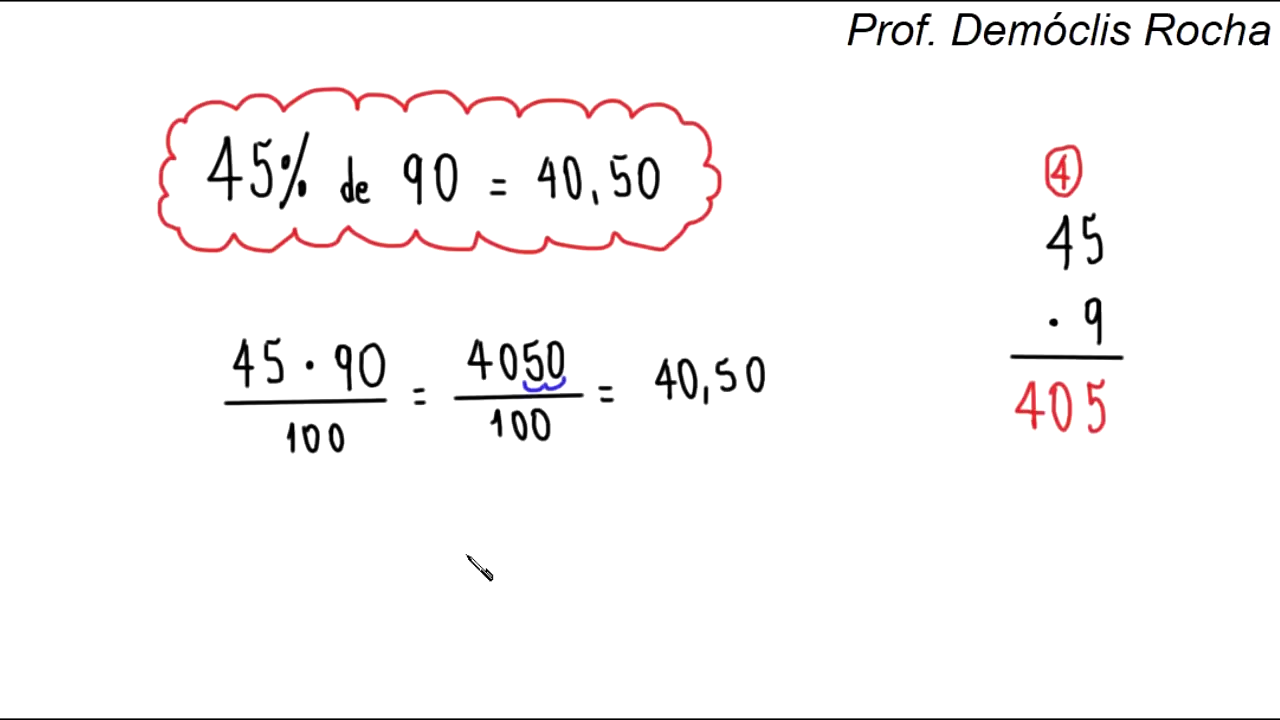 Prof. Demóclis Rocha
45% de 90 = 40,50
45 · 90 / 100 = 4050 / 100 = 40,50
4
45
· 9
405